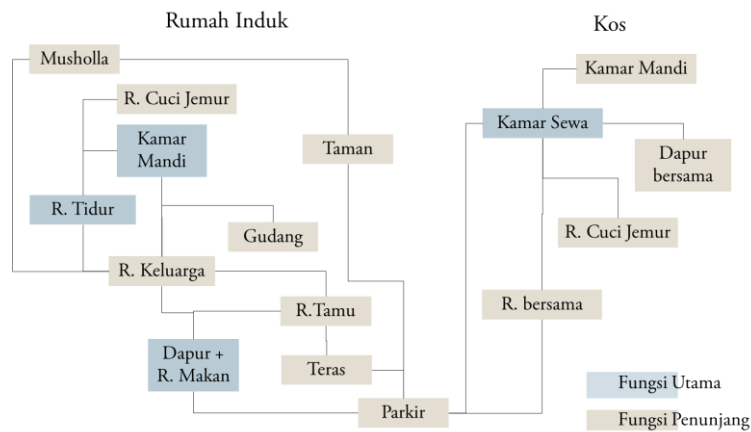 Rumah Induk
Kos
Musholla
Kamar Mandi
R. Cuci Jemur
Kamar Sewa
Kamar
Mandi
Taman
Dapur
bersama
R. Tidur
Gudang
R. Cuci Jemur
R. Keluarga
R.Tamu
R. bersama
Dapur +
R. Makan
Teras
Fungsi Utama
Parkir
Fungsi Penunjang